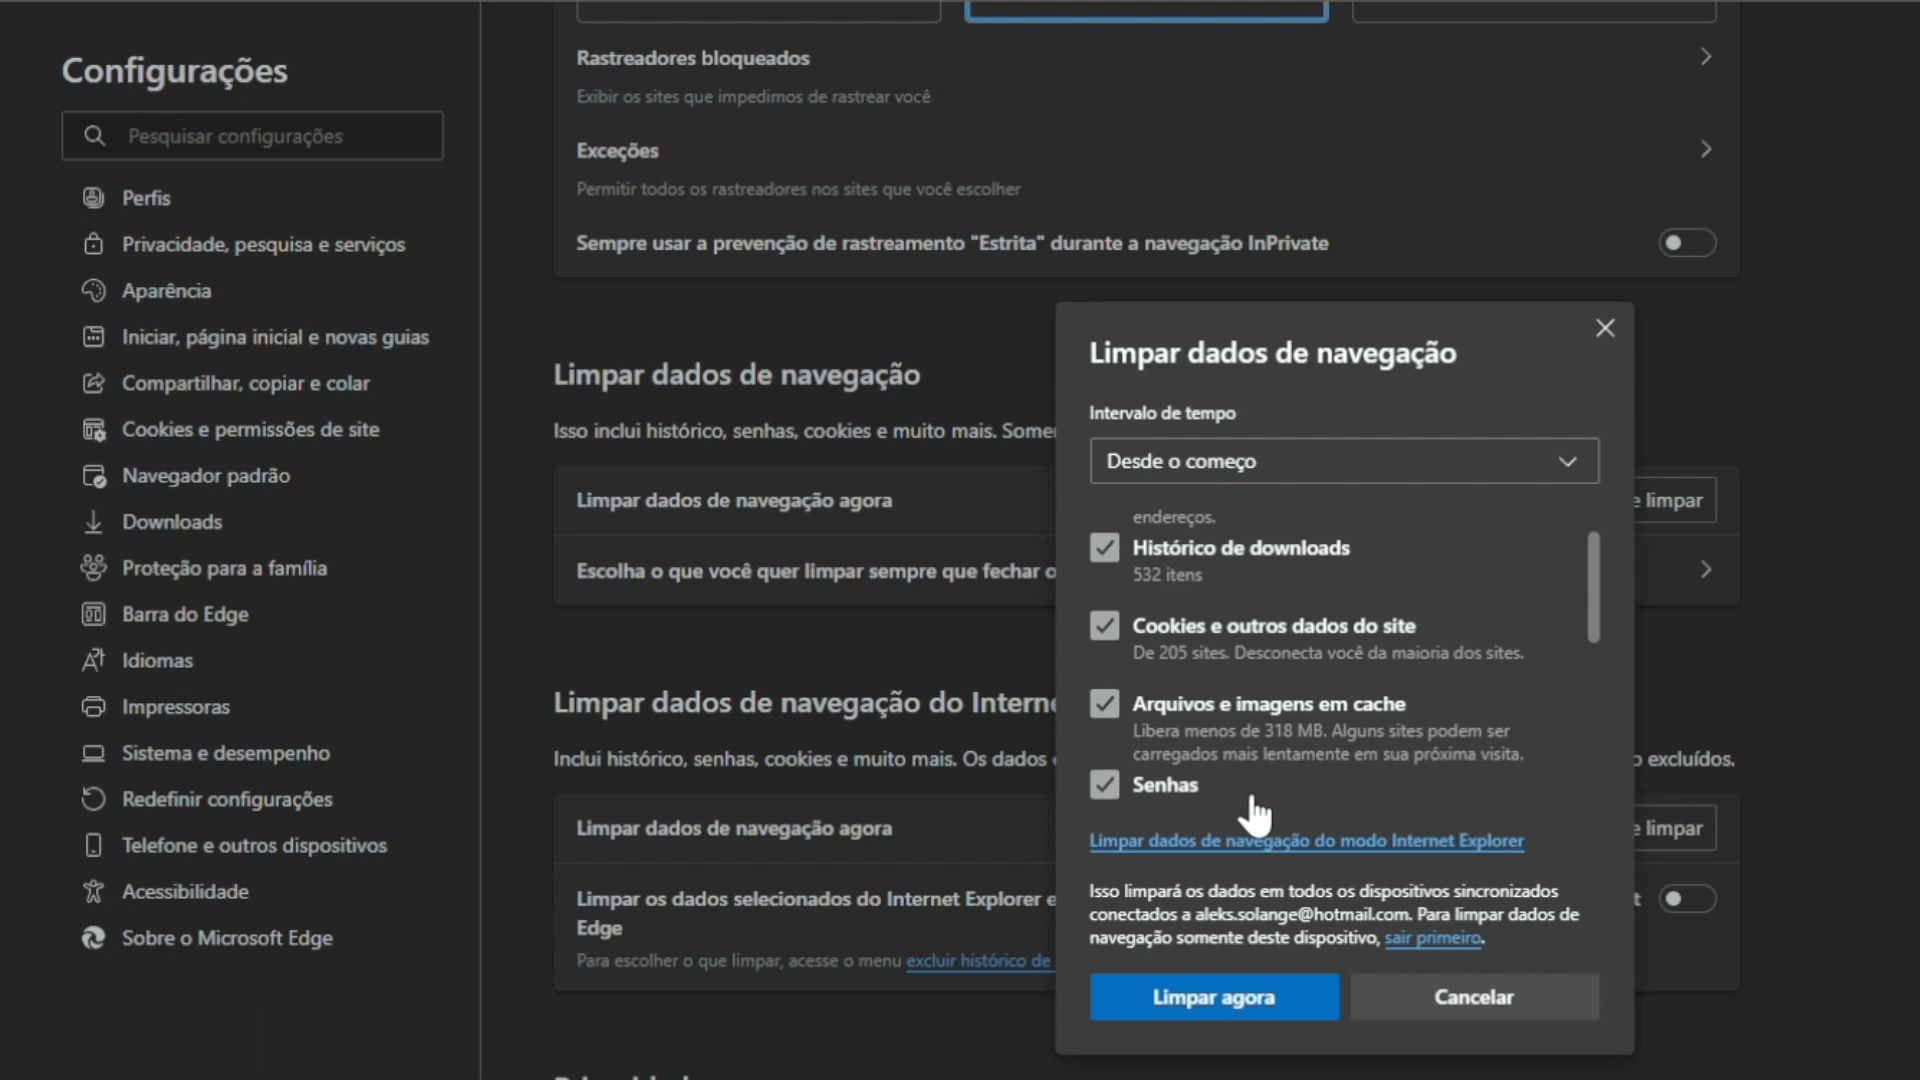 Configurações
Pesquisar configurações
Perfis
Privacidade, pesquisa e serviços
Aparência
Iniciar, página inicial e novas guias
Compartilhar, copiar e colar
Cookies e permissões de site
Navegador padrão
Downloads
Proteção para a família
Barra do Edge
Idiomas
Impressoras
Sistema e desempenho
Redefinir configurações
Telefone e outros dispositivos
Acessibilidade
Sobre o Microsoft Edge
Rastreadores bloqueados
Exibir os sites que impedimos de rastrear você
Exceções
Permitir todos os rastreadores nos sites que você escolher
Sempre usar a prevenção de rastreamento "Estrita" durante a navegação InPrivate
Limpar dados de navegação
Isso inclui histórico, senhas, cookies e muito mais.
Limpar dados de navegação agora
limpar
Escolha o que você quer limpar sempre que fechar o
Limpar dados de navegação do
Inclui histórico, senhas, cookies e muito mais. Os dados
excluídos.
Limpar dados de navegação agora
limpar
Limpar os dados selecionados do Internet Explorer e
Edge
Para escolher o que limpar, acesse o menu excluir histórico de
Limpar dados de navegação
Intervalo de tempo
Desde o começo
endereços.
Histórico de downloads
532 itens
Cookies e outros dados do site
De 205 sites. Desconecta você da maioria dos sites.
Arquivos e imagens em cache
Libera menos de 318 MB. Alguns sites podem ser
carregados mais lentamente em sua próxima visita.
Senhas
Limpar dados de navegação do modo Internet Explorer
Isso limpará os dados em todos os dispositivos sincronizados
conectados a aleks.solange@hotmail.com. Para limpar dados de
navegação somente deste dispositivo, sair primeiro.
Limpar agora
Cancelar